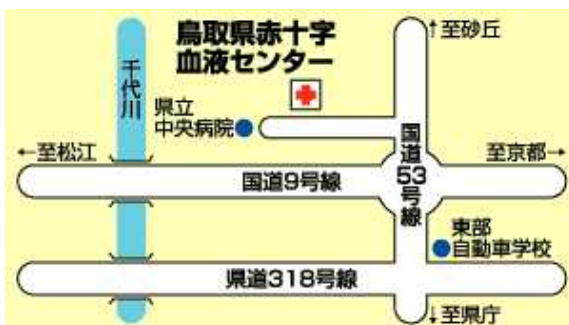 鳥取県赤十字
血液センター
↑至砂丘
千代川
県立
中央病院
国道53号線
←至松江
至京都→
国道9号線
東部
自動車学校
県道318号線
↓至県庁